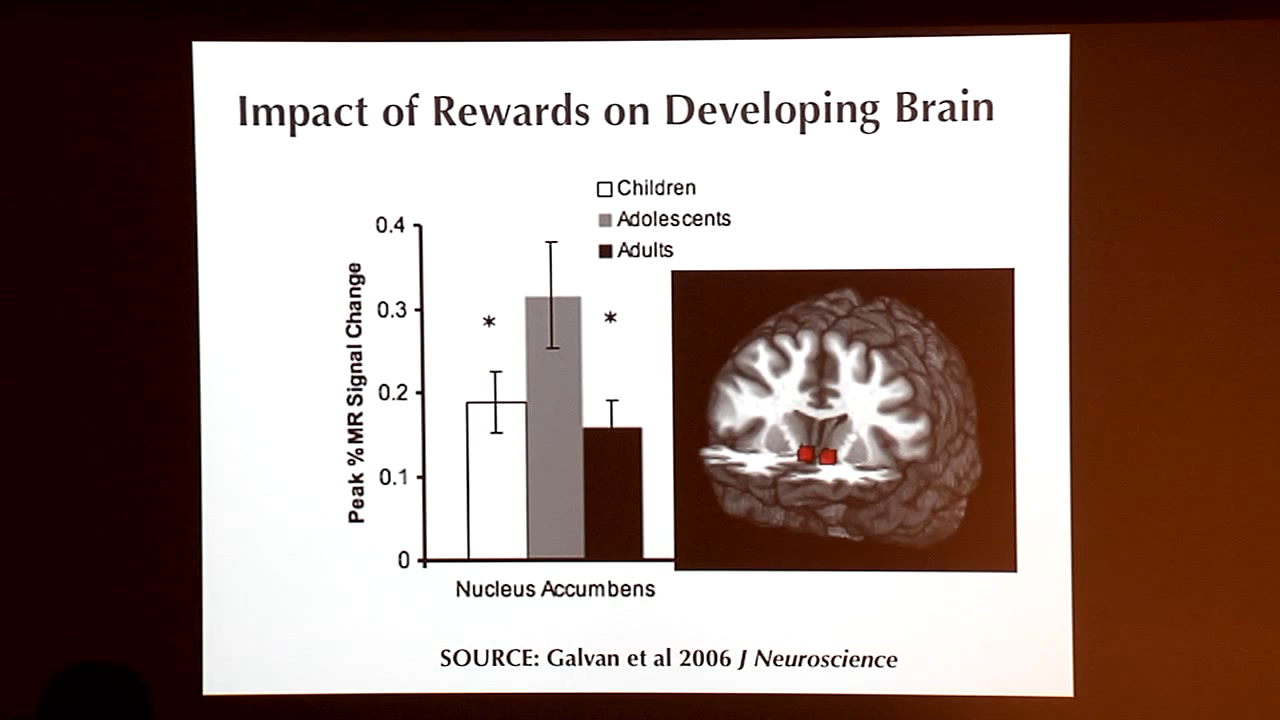 Impact of Rewards on Developing Brain
Children
Adolescents
Adults
Peak % MR Signal Change
0.4
0.3
0.2
0.1
0
*
*
Nucleus Accumbens
SOURCE: Galvan et al 2006 J Neuroscience